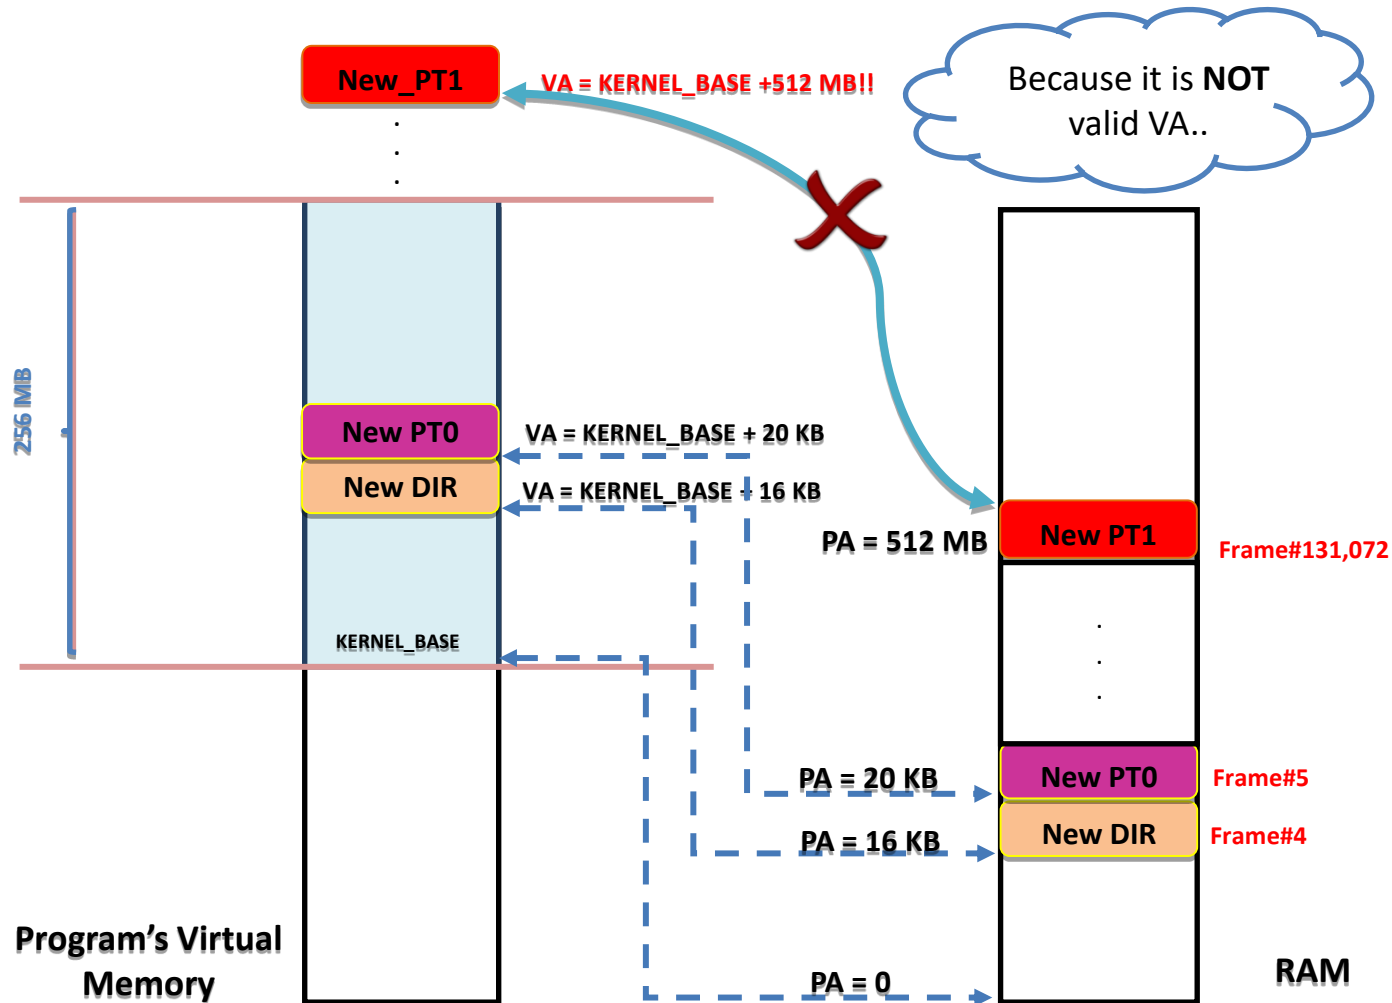 New_PT1
VA = KERNEL_BASE +512 MB!!
Because it is NOT
valid VA..
.
.
.
256 MB
New PT0
VA = KERNEL_BASE + 20 KB
New DIR
VA = KERNEL_BASE + 16 KB
PA = 512 MB
New PT1
Frame#131,072
KERNEL_BASE
.
.
.
PA = 20 KB
New PT0
Frame#5
PA = 16 KB
New DIR
Frame#4
Program's Virtual
Memory
PA = 0
RAM